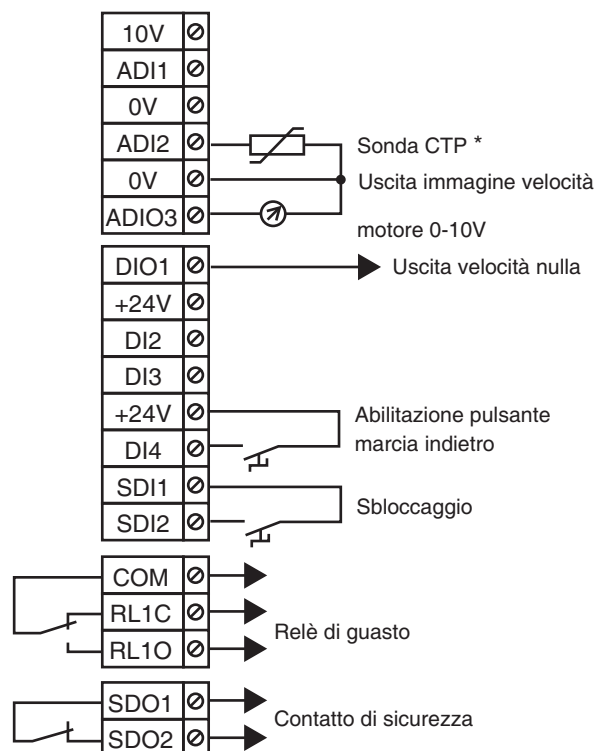 10V
ADI1
0V
ADI2
Sonda CTP *
0V
Uscita immagine velocità
ADIO3
motore 0-10V
DIO1
Uscita velocità nulla
+24V
DI2
DI3
+24V
Abilitazione pulsante
marcia indietro
DI4
SDI1
Sbloccaggio
SDI2
COM
RL1C
Relè di guasto
RL1O
SDO1
Contatto di sicurezza
SDO2